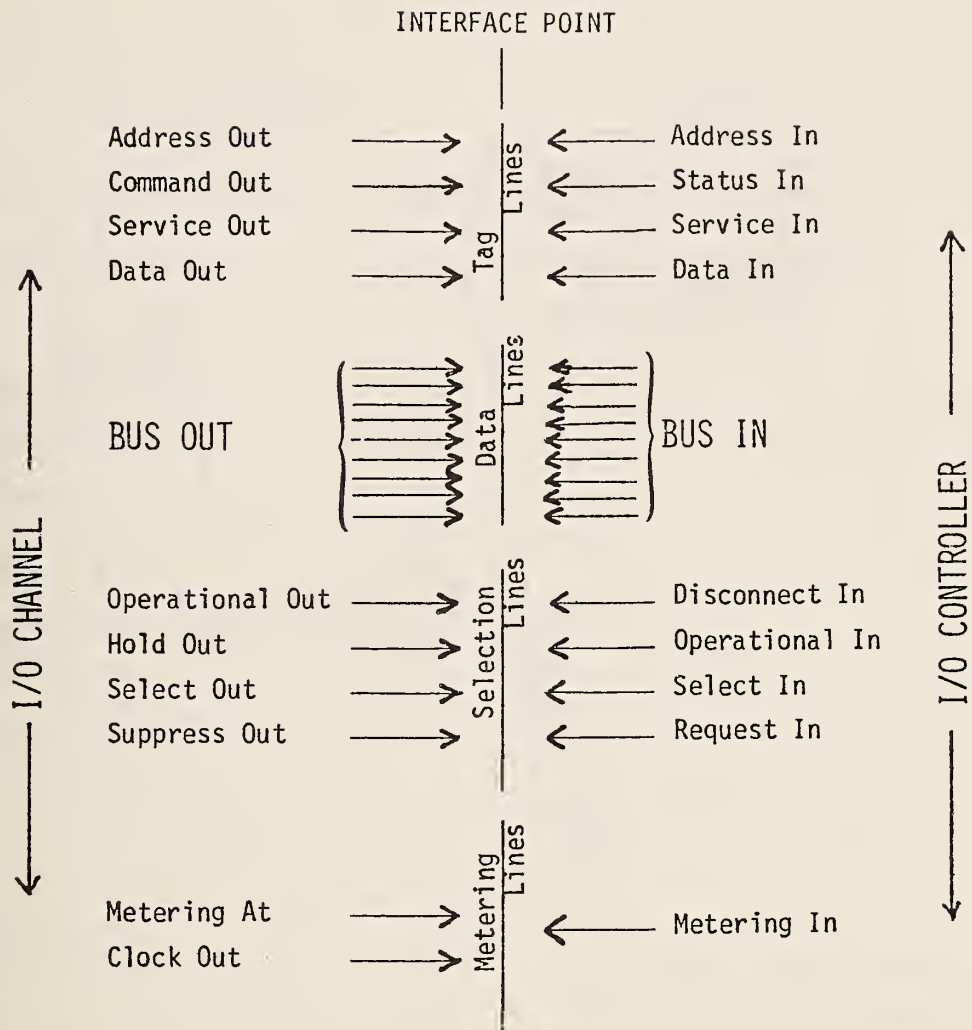 INTERFACE POINT
Address Out
Command Out
Service Out
Data Out
Tag Lines
Address In
Status In
Service In
Data In
BUS OUT
Data Lines
BUS IN
I/O CHANNEL
I/O CONTROLLER
Operational Out
Hold Out
Select Out
Suppress Out
Selection Lines
Disconnect In
Operational In
Select In
Request In
Metering At
Clock Out
Metering Lines
Metering In